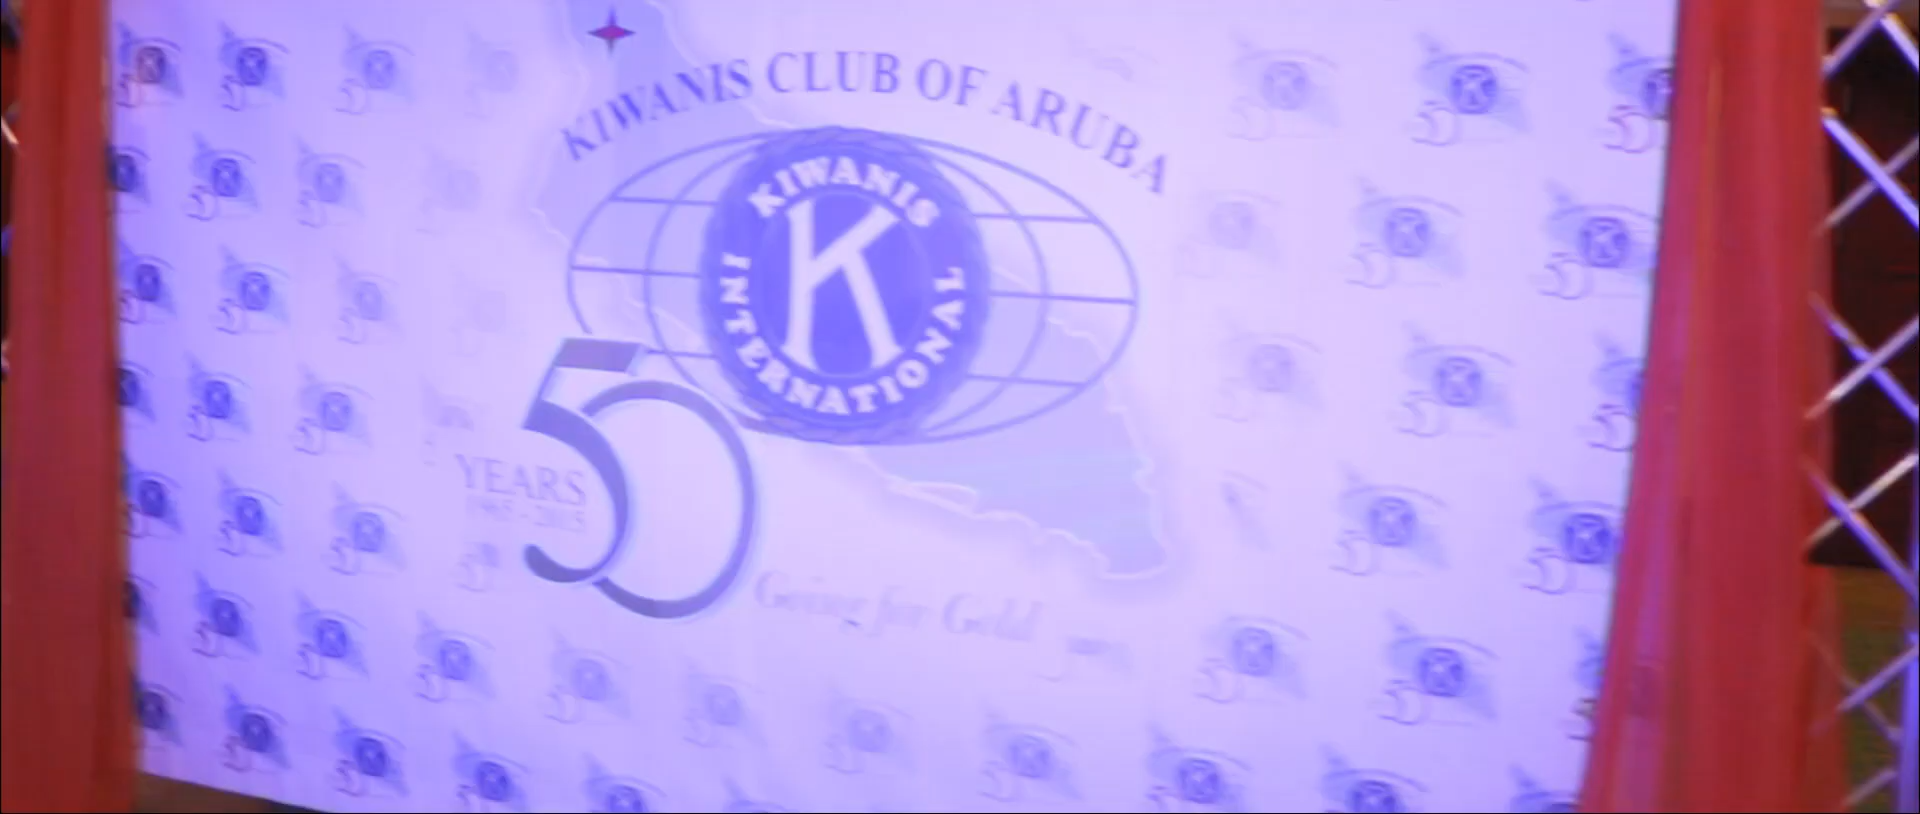 KIWANIS CLUB OF ARUBA
KIWANIS
K
INTERNATIONAL
50
YEARS
Going for Gold